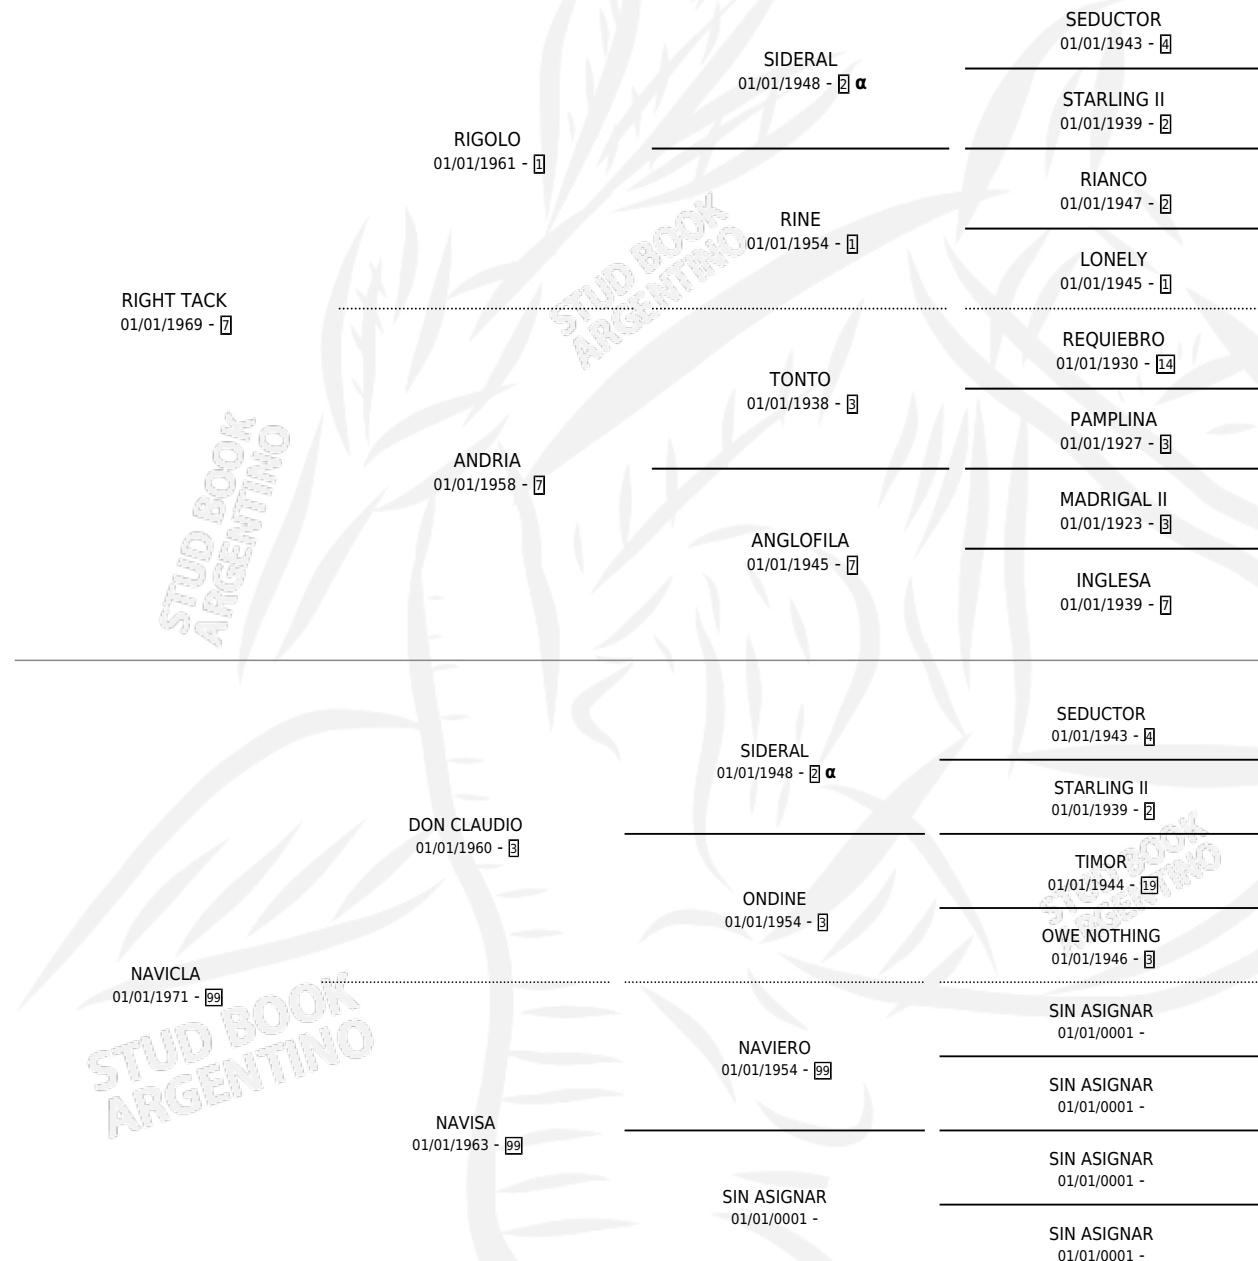 SEDUCTOR
01/01/1943 - 4
SIDERAL
01/01/1948 - 2 α
STARLING II
01/01/1939 - 2
RIGOLO
01/01/1961 - 1
RIANCO
01/01/1947 - 2
RINE
01/01/1954 - 1
LONELY
01/01/1945 - 1
RIGHT TACK
01/01/1969 - 7
REQUIEBRO
01/01/1930 - 14
TONTO
01/01/1938 - 3
PAMPLINA
01/01/1927 - 3
ANDRIA
01/01/1958 - 7
MADRIGAL II
01/01/1923 - 3
ANGLOFILA
01/01/1945 - 7
INGLESA
01/01/1939 - 7
SEDUCTOR
01/01/1943 - 4
SIDERAL
01/01/1948 - 2 α
STARLING II
01/01/1939 - 2
DON CLAUDIO
01/01/1960 - 3
TIMOR
01/01/1944 - 19
ONDINE
01/01/1954 - 3
OWE NOTHING
01/01/1946 - 3
NAVICLA
01/01/1971 - 99
SIN ASIGNAR
01/01/0001 -
NAVIERO
01/01/1954 - 99
SIN ASIGNAR
01/01/0001 -
NAVISA
01/01/1963 - 99
SIN ASIGNAR
01/01/0001 -
SIN ASIGNAR
01/01/0001 -
SIN ASIGNAR
01/01/0001 -
STUD BOOK
ARGENTINO
STUD BOOK
ARGENTINO
STUD BOOK
ARGENTINO
STUD BOOK
ARGENTINO